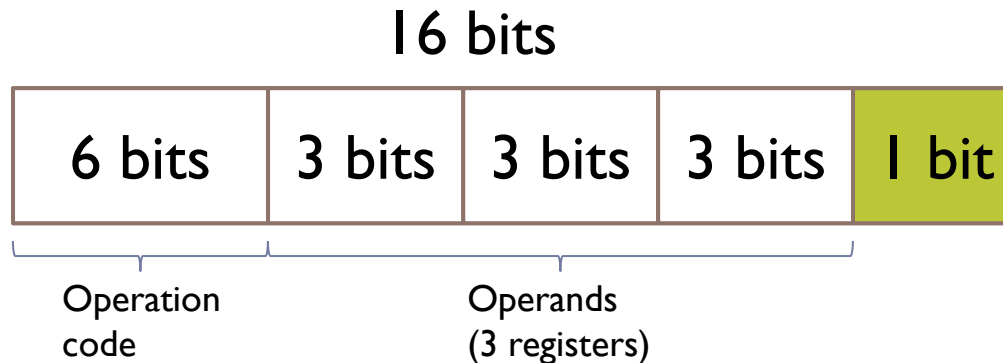 16 bits
6 bits 3 bits 3 bits 3 bits 1 bit
Operation Operands
code (3 registers)